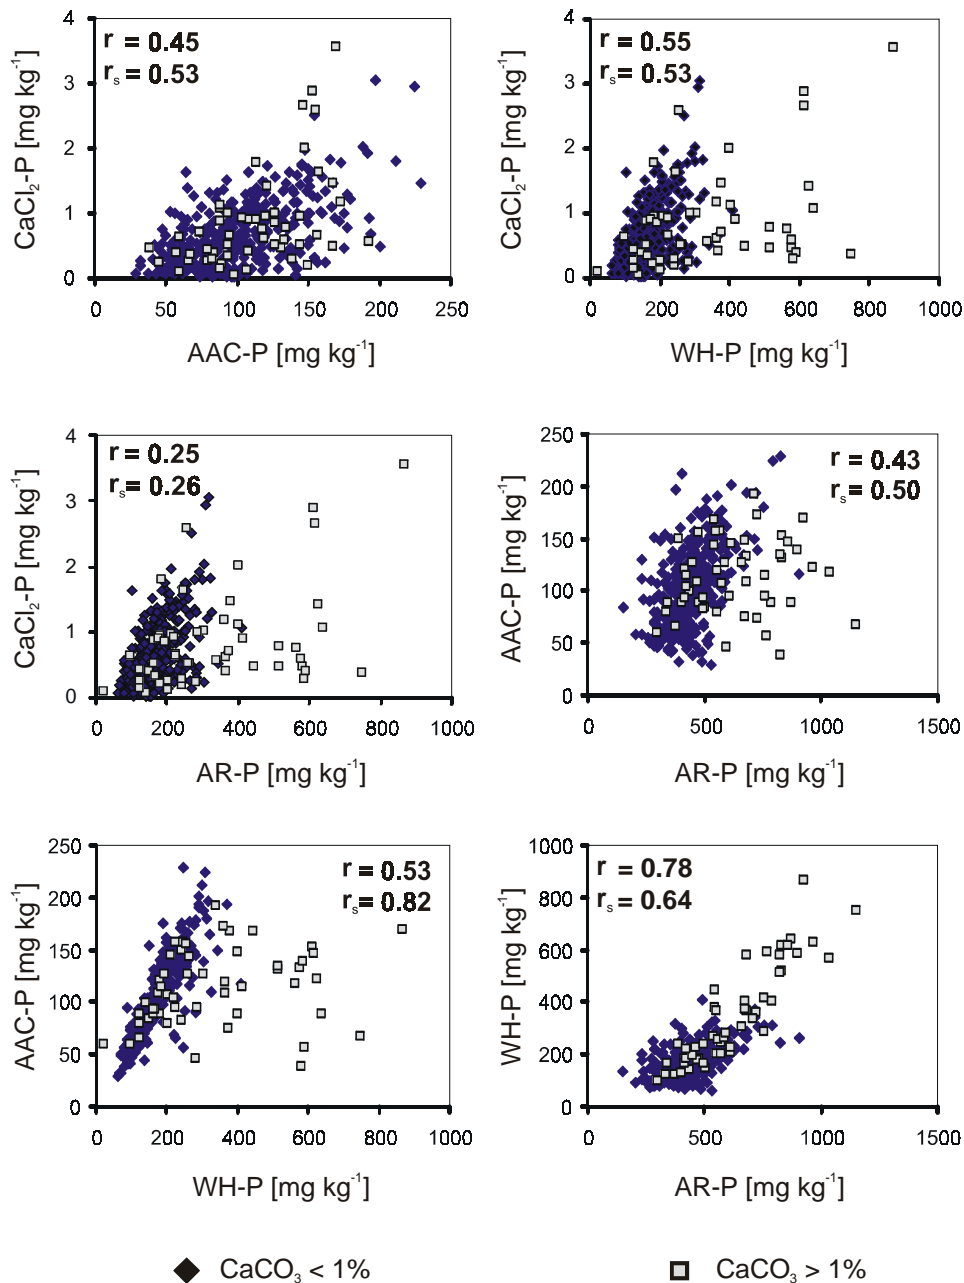 r = 0.45
r_s = 0.53
CaCl₂-P [mg kg⁻¹]
4
3
2
1
0
0 50 100 150 200 250
AAC-P [mg kg⁻¹]
r = 0.55
r_s = 0.53
CaCl₂-P [mg kg⁻¹]
4
3
2
1
0
0 200 400 600 800 1000
WH-P [mg kg⁻¹]
r = 0.25
r_s = 0.26
CaCl₂-P [mg kg⁻¹]
4
3
2
1
0
0 200 400 600 800 1000
AR-P [mg kg⁻¹]
r = 0.43
r_s = 0.50
AAC-P [mg kg⁻¹]
250
200
150
100
50
0
0 500 1000 1500
AR-P [mg kg⁻¹]
r = 0.53
r_s = 0.82
AAC-P [mg kg⁻¹]
250
200
150
100
50
0
0 200 400 600 800 1000
WH-P [mg kg⁻¹]
r = 0.78
r_s = 0.64
WH-P [mg kg⁻¹]
1000
800
600
400
200
0
0 500 1000 1500
AR-P [mg kg⁻¹]
CaCO₃ < 1%
CaCO₃ > 1%